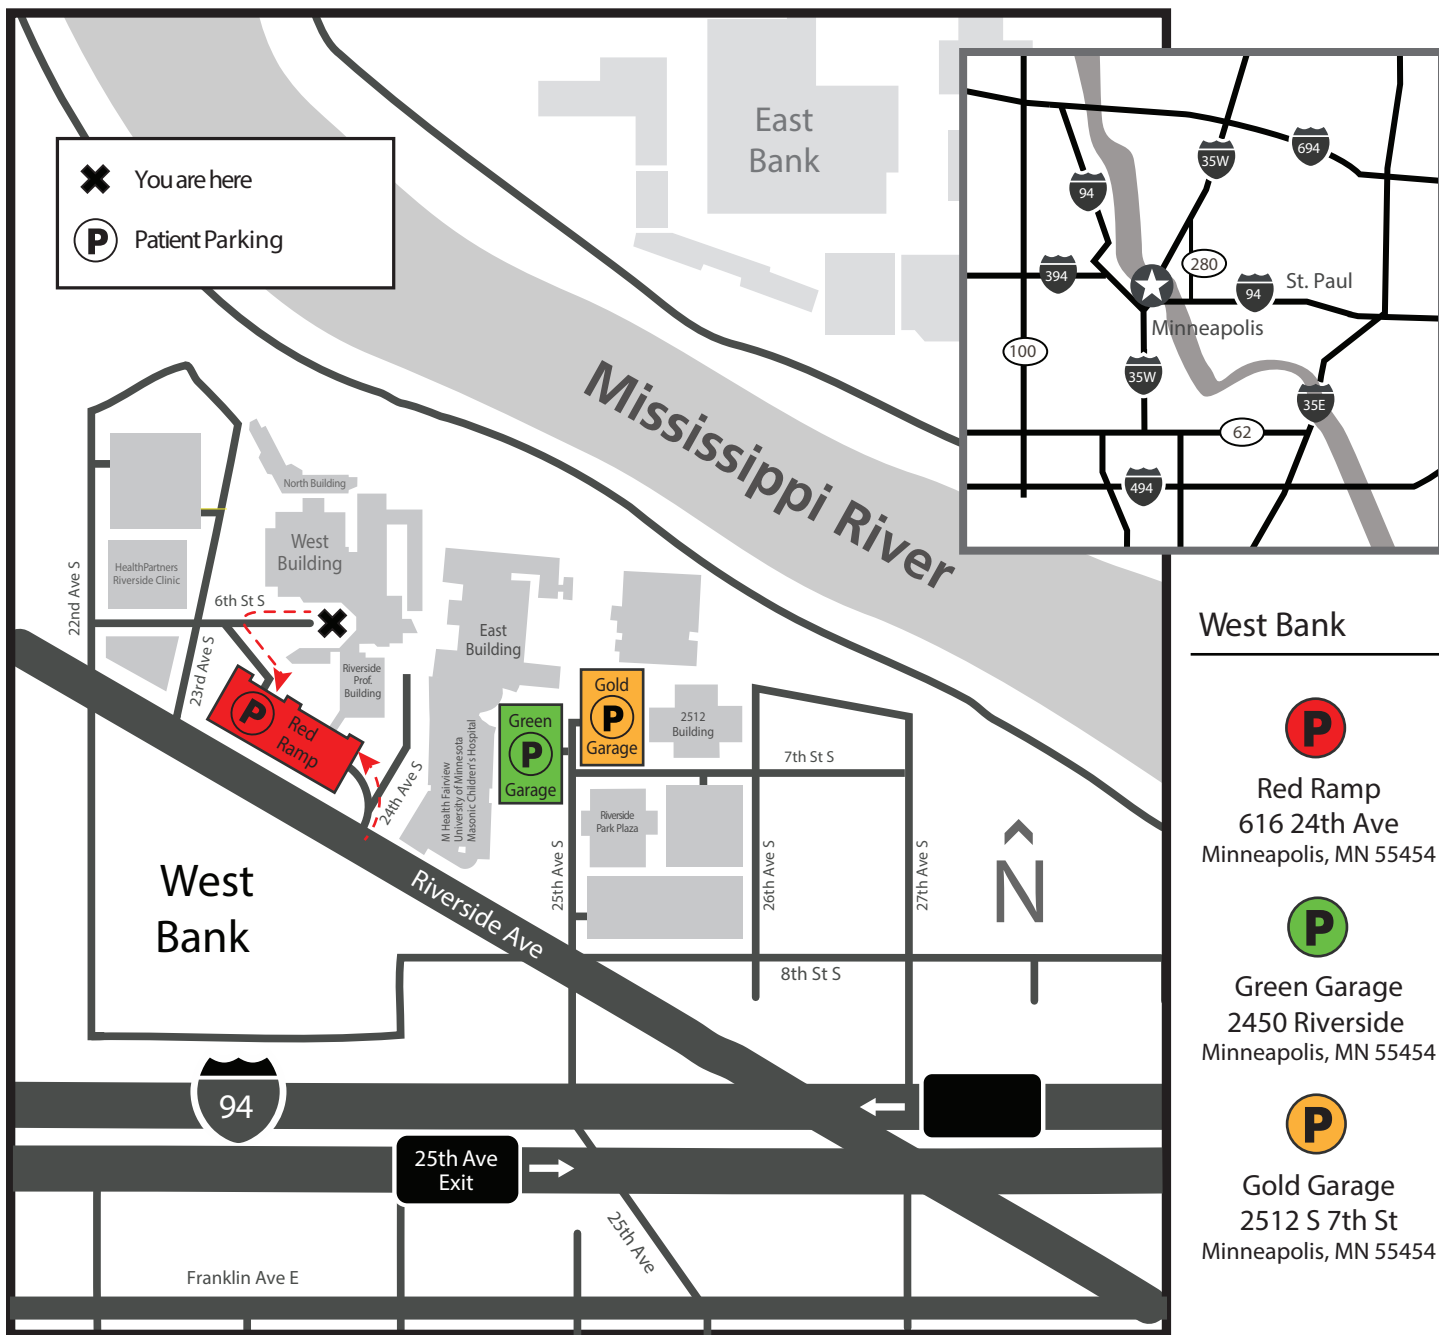 East
Bank
You are here
P Patient Parking
694
35W
94
280
394
St. Paul
94
Minneapolis
100
35W
35E
62
494
Mississippi River
North Building
West
Building
HealthPartners
Riverside Clinic
22nd Ave S
6th St S
23rd Ave S
East
Building
Riverside
Prof.
Building
P
Red
Ramp
24th Ave S
M Health Fairview
University of Minnesota
Masonic Children's Hospital
Green
P
Garage
Gold
P
Garage
2512
Building
7th St S
Riverside
Park Plaza
25th Ave S
26th Ave S
27th Ave S
N
West
Bank
Riverside Ave
8th St S
94
25th Ave
Exit
25th Ave
Franklin Ave E
West Bank
P
Red Ramp
616 24th Ave
Minneapolis, MN 55454
P
Green Garage
2450 Riverside
Minneapolis, MN 55454
P
Gold Garage
2512 S 7th St
Minneapolis, MN 55454